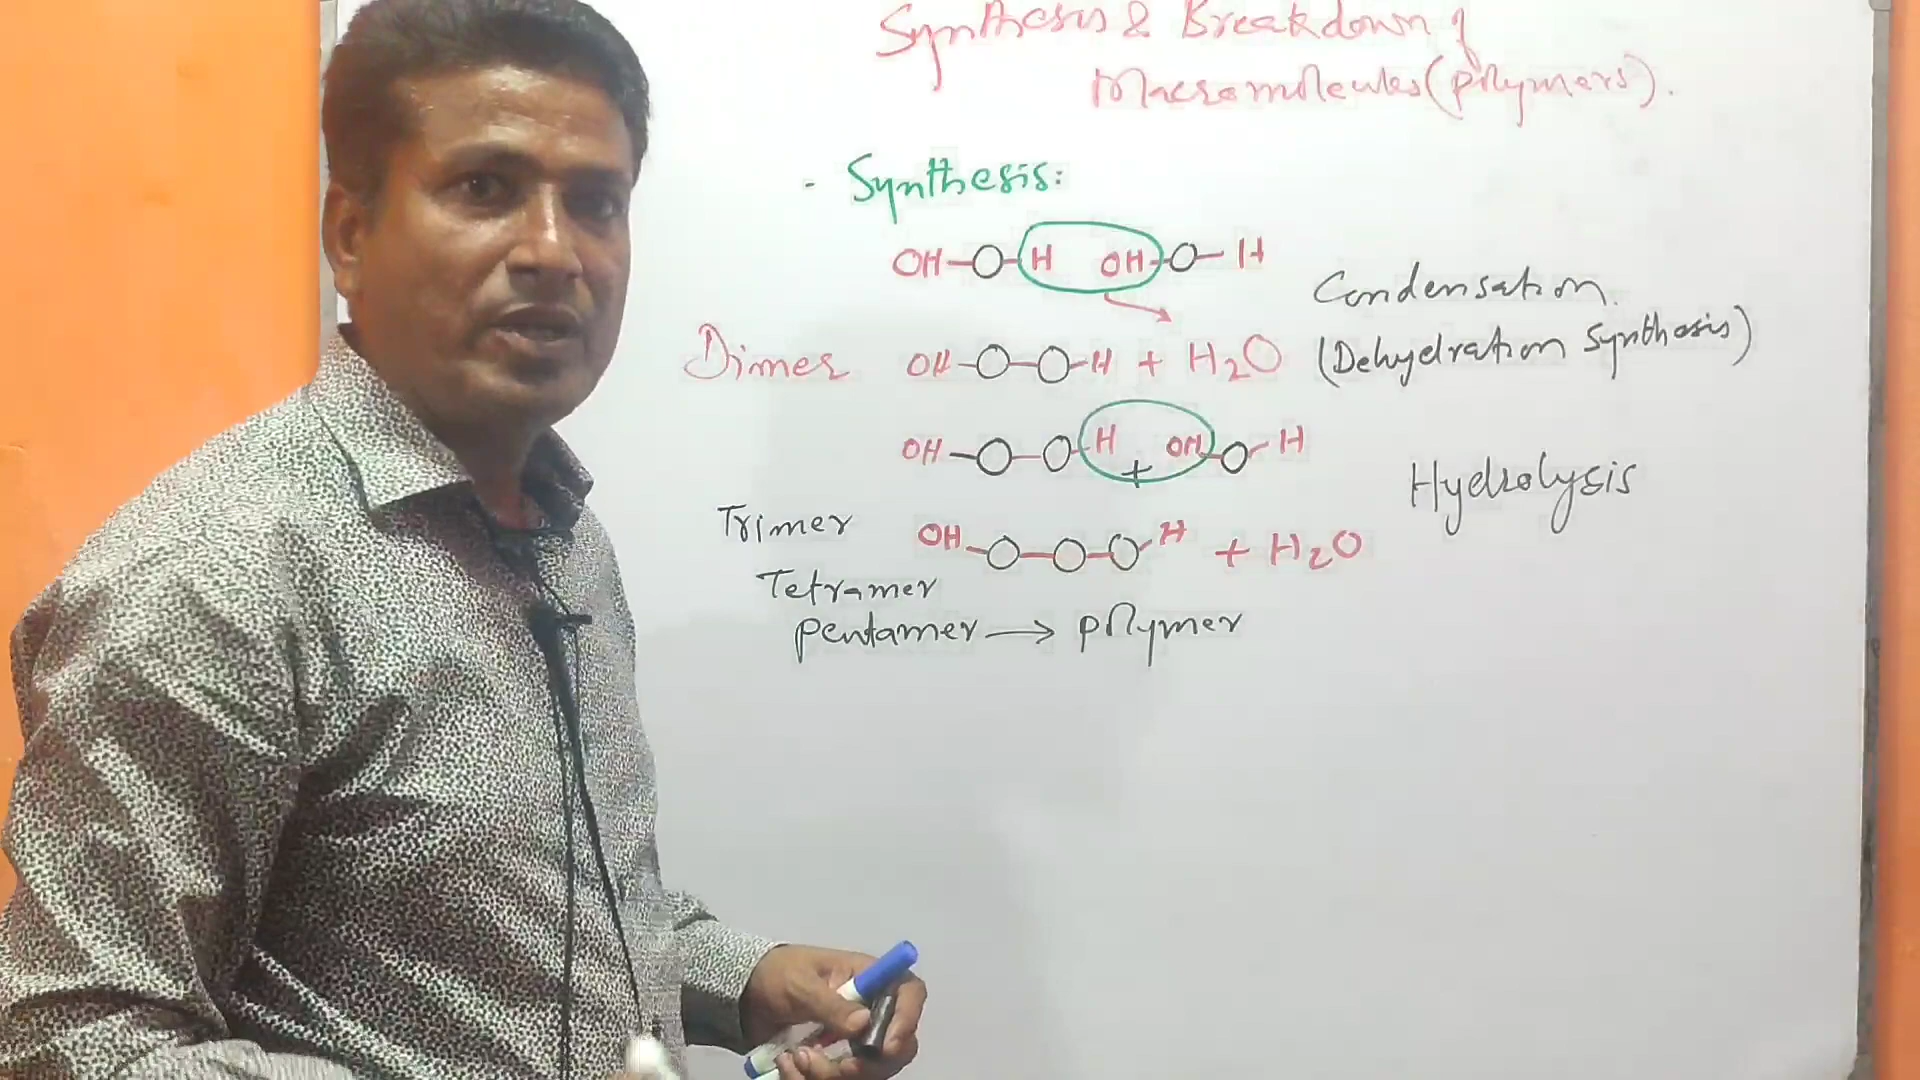 Synthesis & Breakdown of
Macromolecules (polymers).
- Synthesis:
OH-O-H OH-O-H
Condensation.
(Dehydration Synthesis)
Dimer OH-O-O-H + H2O
OH-O-O-H + OH-O-H
Hydrolysis
Trimer OH-O-O-O-H + H2O
Tetramer
pentamer → polymer